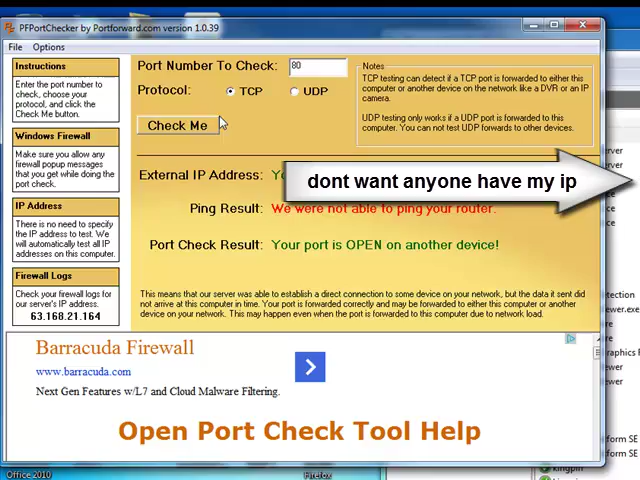 PFPortChecker by Portforward.com version 1.0.39
File Options
Instructions
Enter the port number to
check, choose your
protocol, and click the
Check Me button.
Windows Firewall
Make sure you allow any
firewall popup messages
that you get while doing the
port check.
IP Address
There is no need to specify
the IP address to test. We
will automatically test all IP
addresses on this computer.
Firewall Logs
Check your firewall logs for
our server's IP address.
63.168.21.164
Port Number To Check: 80
Protocol: TCP UDP
Check Me
Notes
TCP testing can detect if a TCP port is forwarded to either this
computer or another device on the network like a DVR or an IP
camera.
UDP testing only works if a UDP port is forwarded to this
computer. You can not test UDP forwards to other devices.
External IP Address:
dont want anyone have my ip
Ping Result: We were not able to ping your router.
Port Check Result: Your port is OPEN on another device!
This means that our server was able to establish a direct connection to some device on your network, but the data it sent did
not arrive at this computer in time. Your port is forwarded correctly and may be forwarded to either this computer or another
device on your network. This may happen even when the port is forwarded to this computer due to network load.
Barracuda Firewall
www.barracuda.com
Next Gen Features w/L7 and Cloud Malware Filtering.
Open Port Check Tool Help
Office 2010
Firefox
kingpin